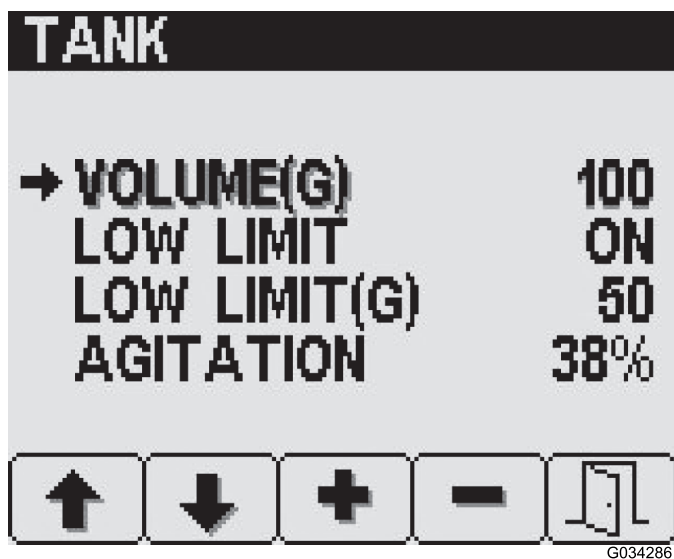 TANK
VOLUME(G) 100
LOW LIMIT ON
LOW LIMIT(G) 50
AGITATION 38%
G034286